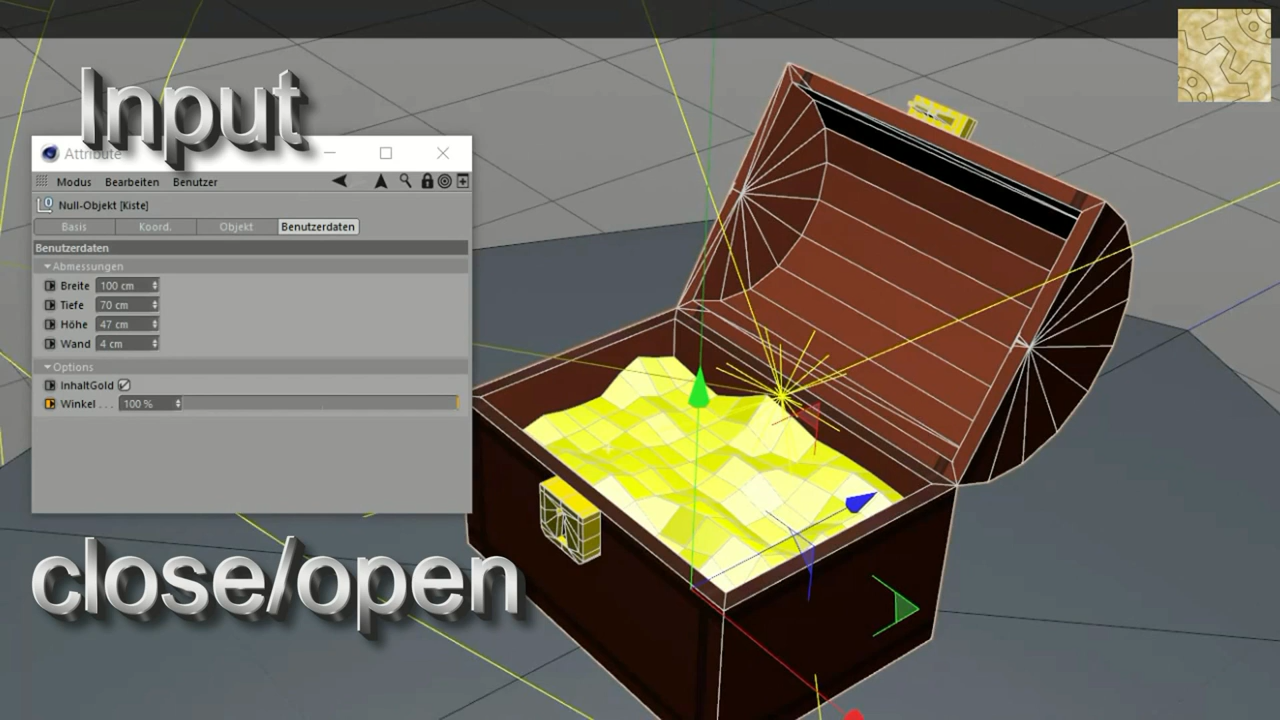 Input
Attribute
Modus Bearbeiten Benutzer
Null-Objekt [Kiste]
Basis Koord. Objekt Benutzerdaten
Benutzerdaten
Abmessungen
Breite 100 cm
Tiefe 70 cm
Höhe 47 cm
Wand 4 cm
Options
InhaltGold
Winkel . . . 100 %
close/open